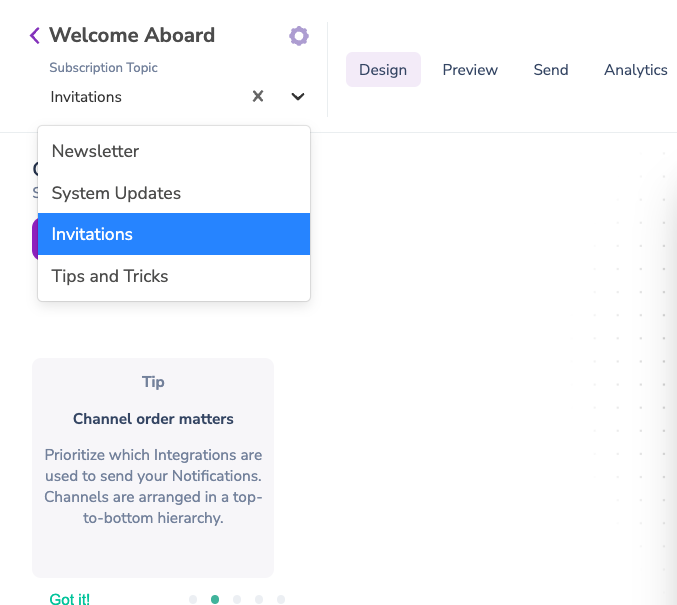 Welcome Aboard
Subscription Topic
Invitations
Design
Preview
Send
Analytics
Newsletter
System Updates
Invitations
Tips and Tricks
Tip
Channel order matters
Prioritize which Integrations are
used to send your Notifications.
Channels are arranged in a top-
to-bottom hierarchy.
Got it!